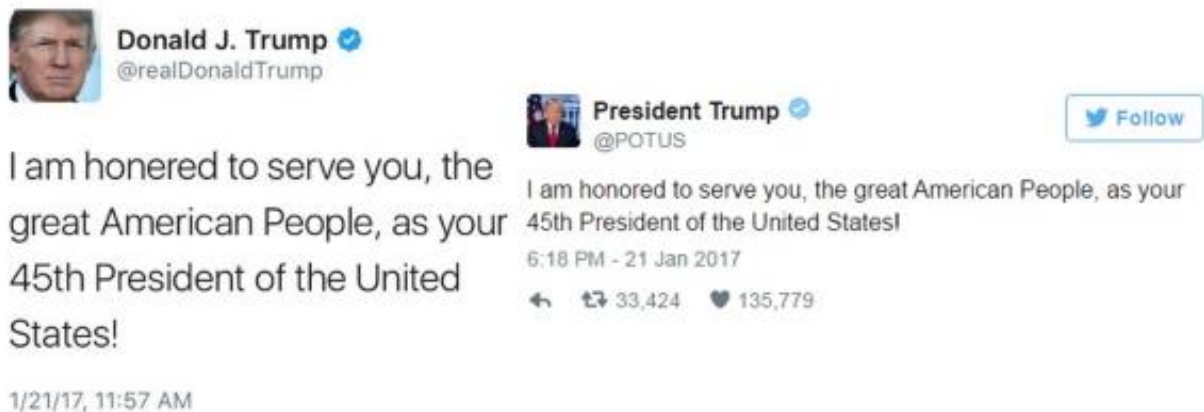 Donald J. Trump
@realDonaldTrump
I am honered to serve you, the
great American People, as your
45th President of the United
States!
1/21/17, 11:57 AM
President Trump
@POTUS
Follow
I am honored to serve you, the great American People, as your
45th President of the United States!
6:18 PM - 21 Jan 2017
33,424 135,779